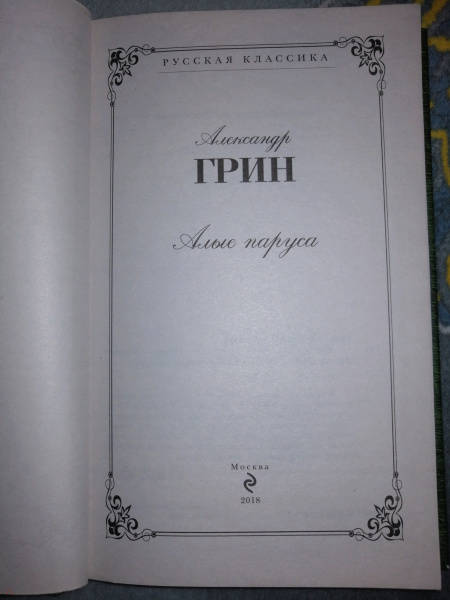 РУССКАЯ КЛАССИКА
Александр
ГРИН
Алые паруса
Москва
2018